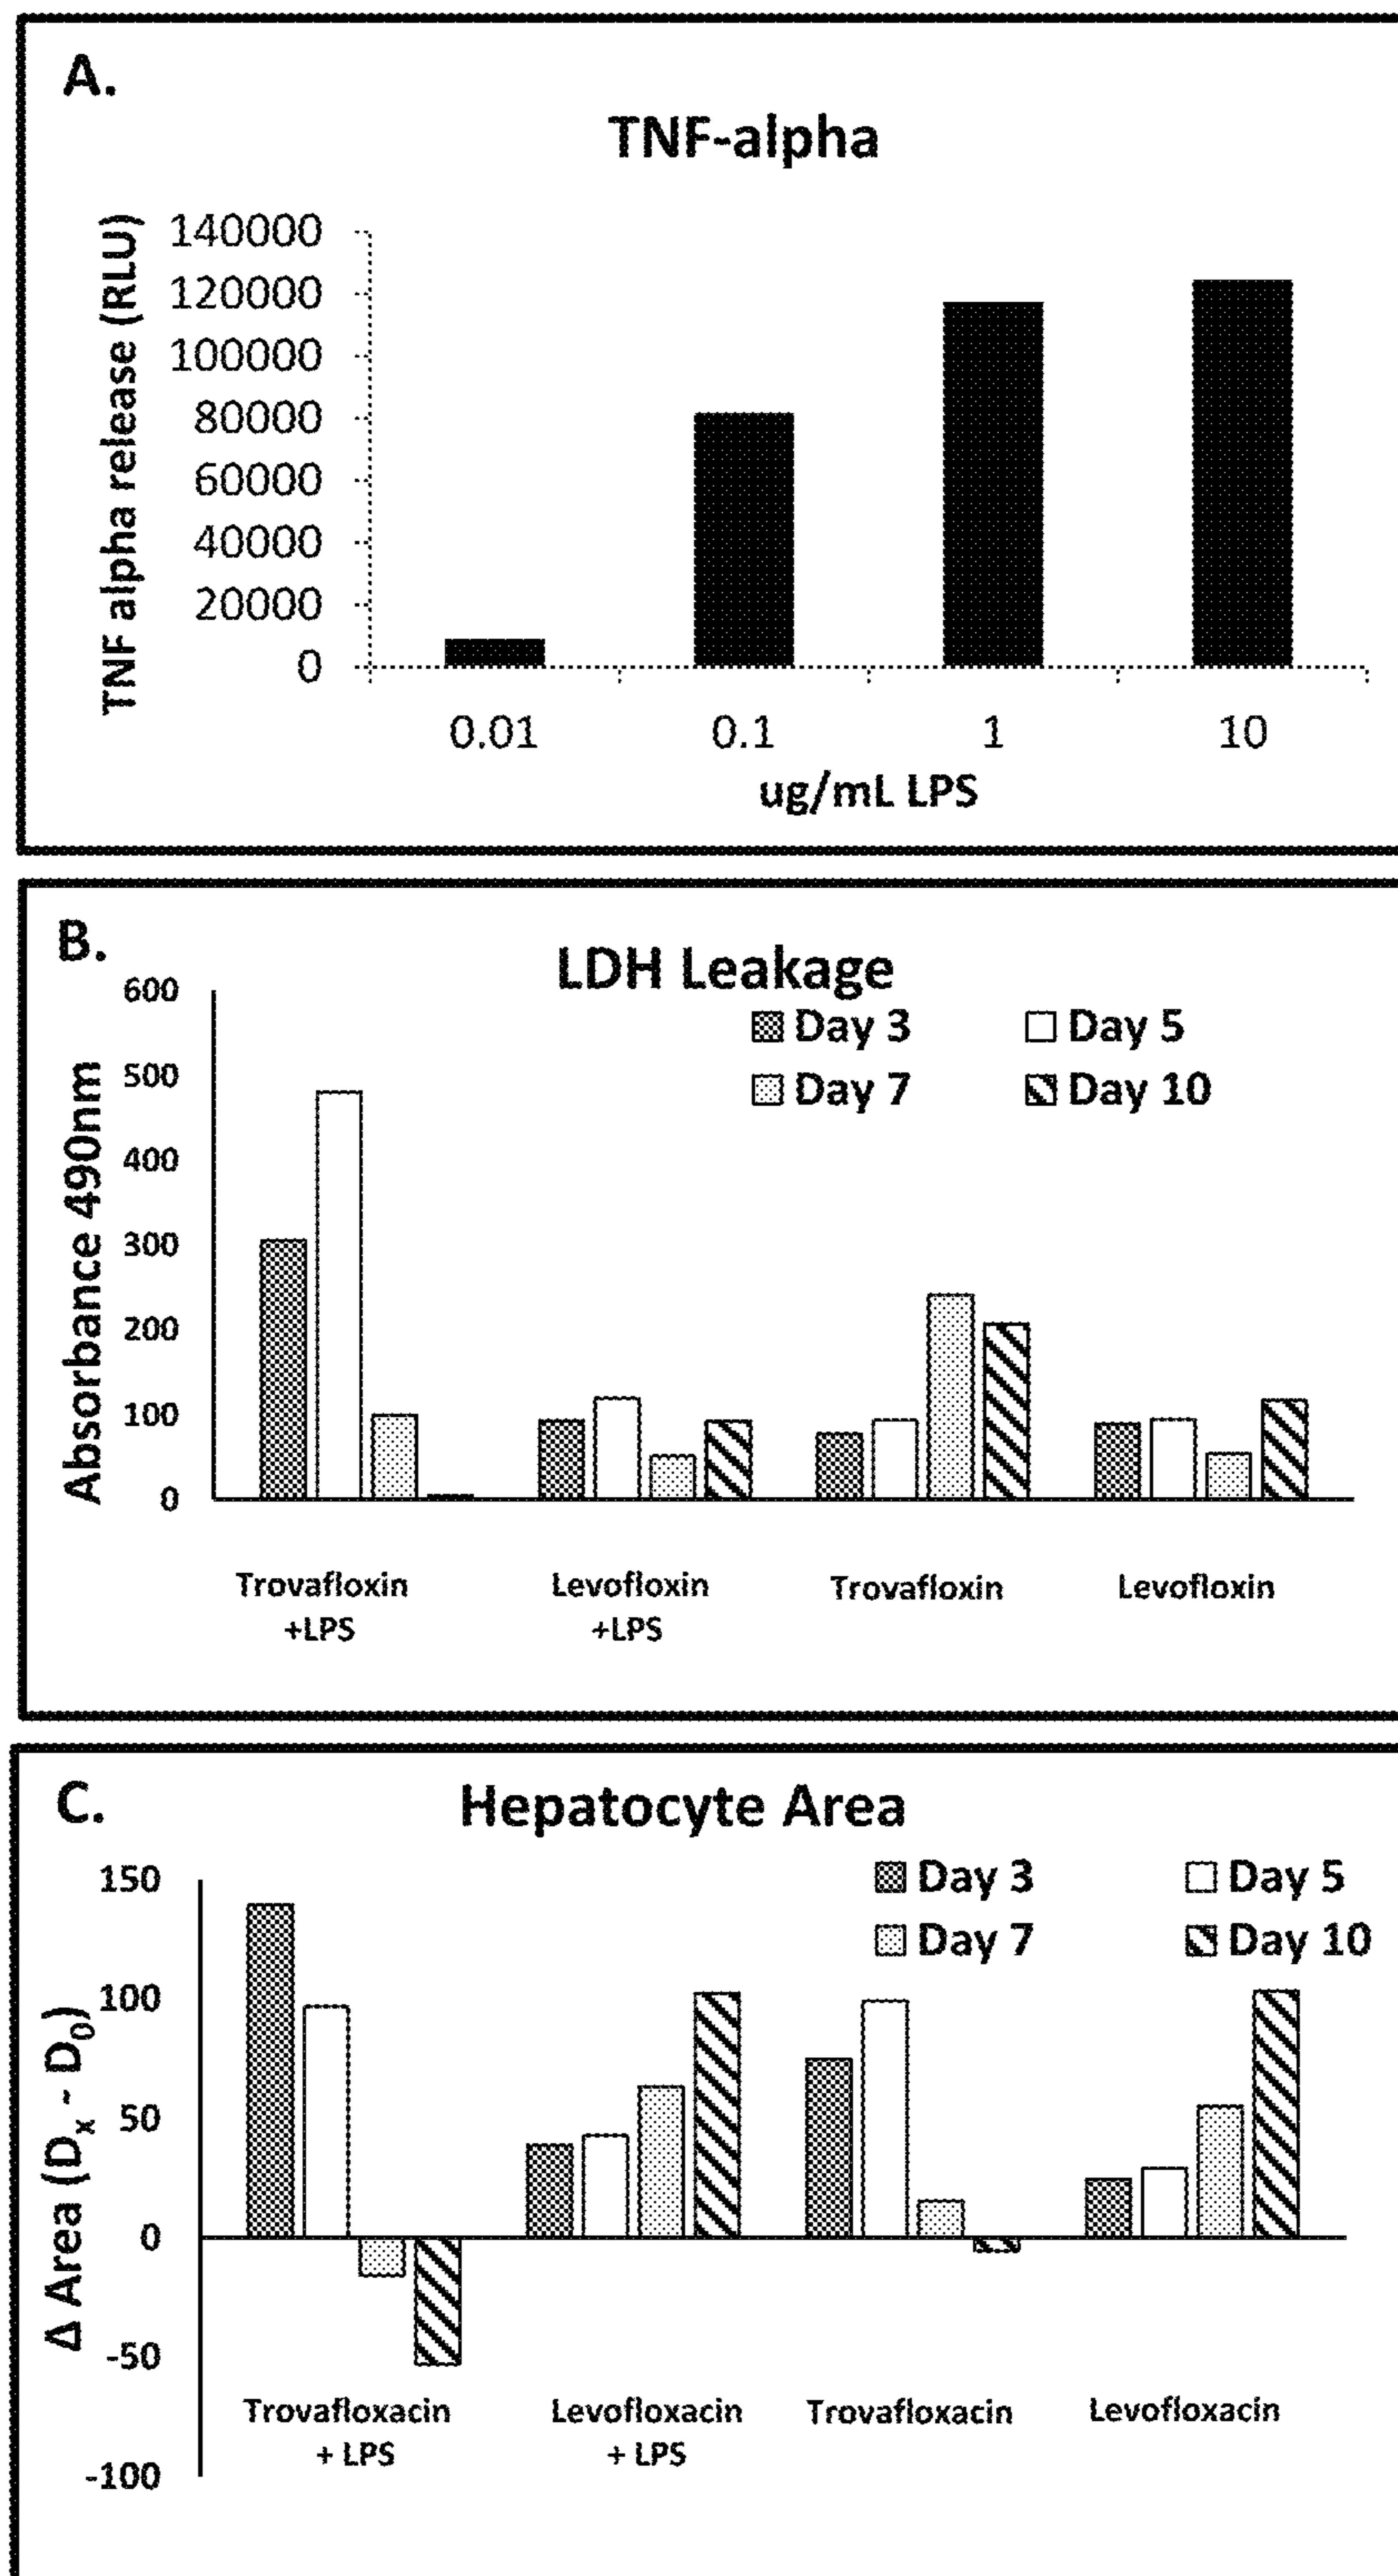 A.
TNF-alpha
TNF alpha release (RLU)
140000
120000
100000
80000
60000
40000
20000
0
0.01 0.1 1 10
ug/mL LPS
B.
LDH Leakage
Day 3 Day 5
Day 7 Day 10
Absorbance 490nm
600
500
400
300
200
100
0
Trovafloxin +LPS
Levofloxin +LPS
Trovafloxin
Levofloxin
C.
Hepatocyte Area
Day 3 Day 5
Day 7 Day 10
Δ Area (Dx - D0)
150
100
50
0
-50
-100
Trovafloxacin + LPS
Levofloxacin + LPS
Trovafloxacin
Levofloxacin